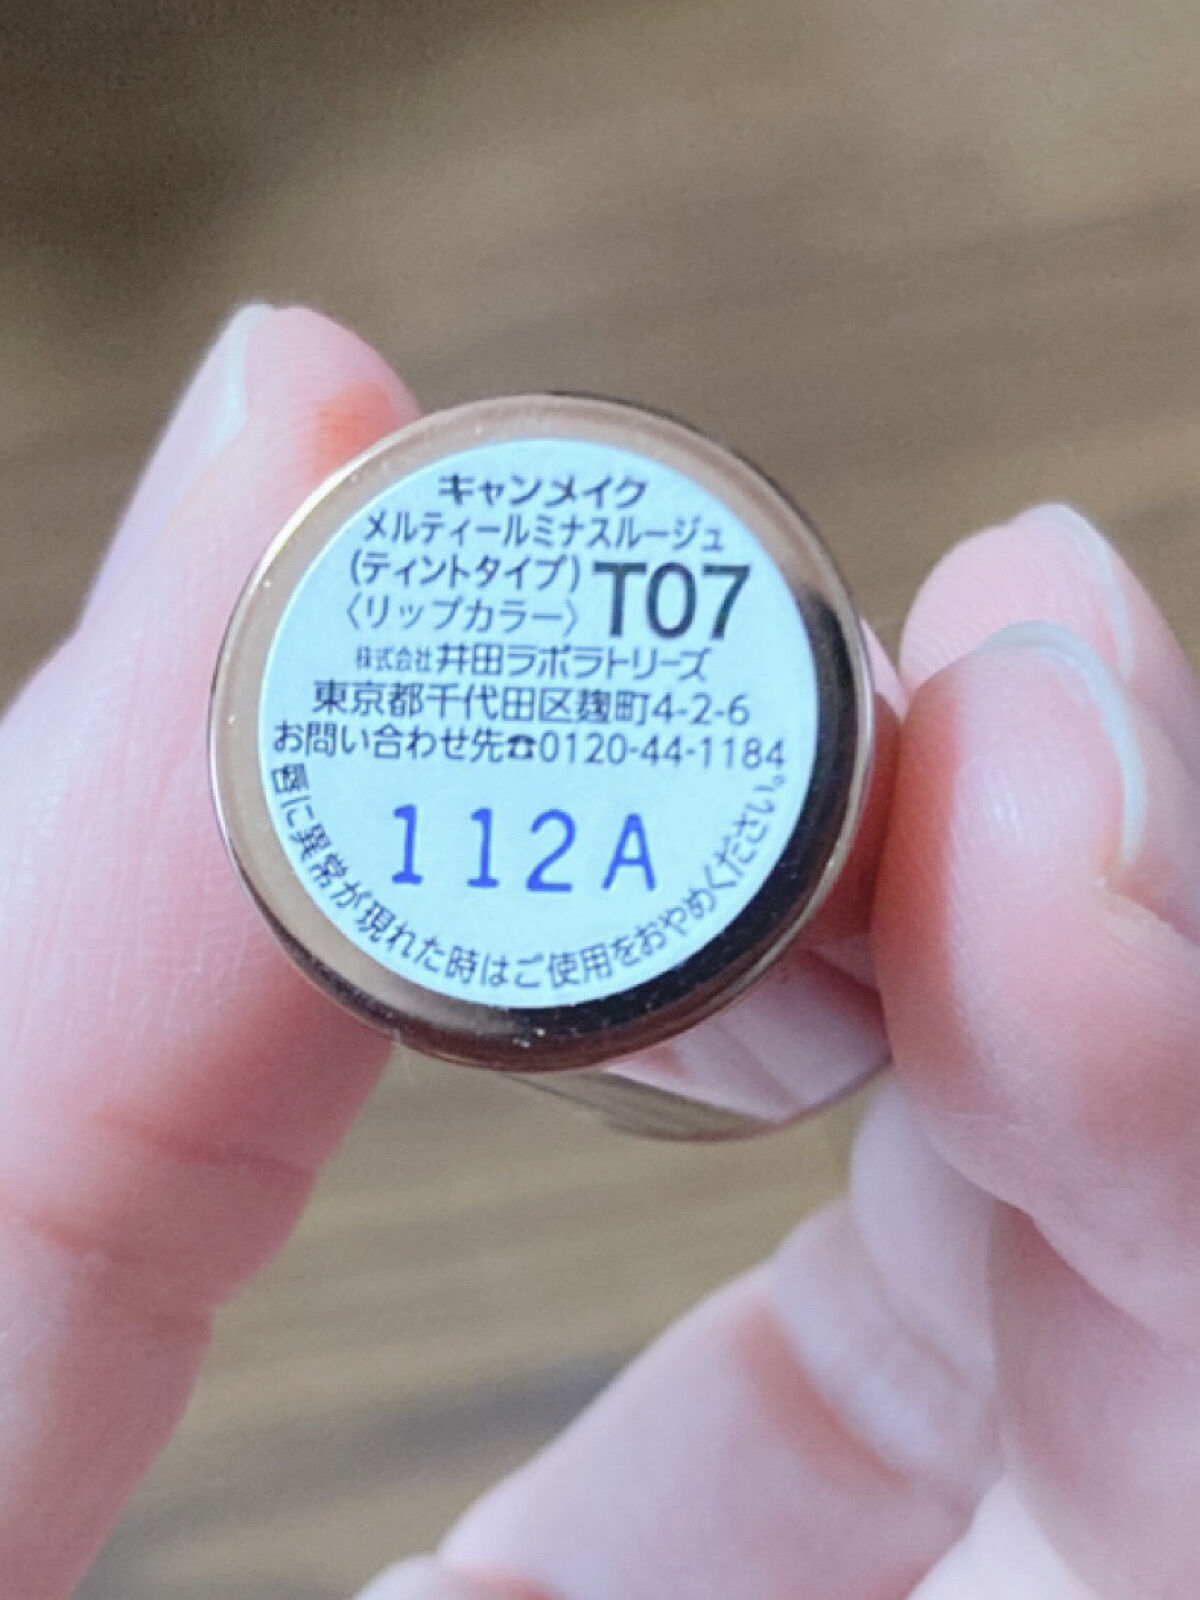 キャンメイク
メルティールミナスルージュ
(ティントタイプ) T07
〈リップカラー〉
株式会社井田ラボラトリーズ
東京都千代田区麹町4-2-6
お問い合わせ先☎0120-44-1184
唇に異常が現れた時はご使用をおやめください。
112A